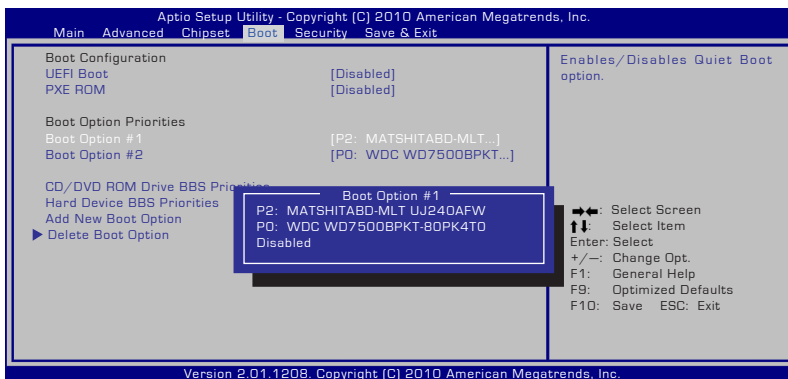 Aptio Setup Utility - Copyright (C) 2010 American Megatrends, Inc.
Main Advanced Chipset Boot Security Save & Exit
Boot Configuration
UEFI Boot [Disabled]
PXE ROM [Disabled]
Boot Option Priorities
Boot Option #1 [P2: MATSHITABD-MLT...]
Boot Option #2 [P0: WDC WD7500BPKT...]
CD/DVD ROM Drive BBS Priorities
Hard Device BBS Priorities
Add New Boot Option
Delete Boot Option
Boot Option #1
P2: MATSHITABD-MLT UJ240AFW
P0: WDC WD7500BPKT-80PK4T0
Disabled
Enables/Disables Quiet Boot
option.
→←: Select Screen
↑↓: Select Item
Enter: Select
+/—: Change Opt.
F1: General Help
F9: Optimized Defaults
F10: Save ESC: Exit
Version 2.01.1208. Copyright (C) 2010 American Megatrends, Inc.